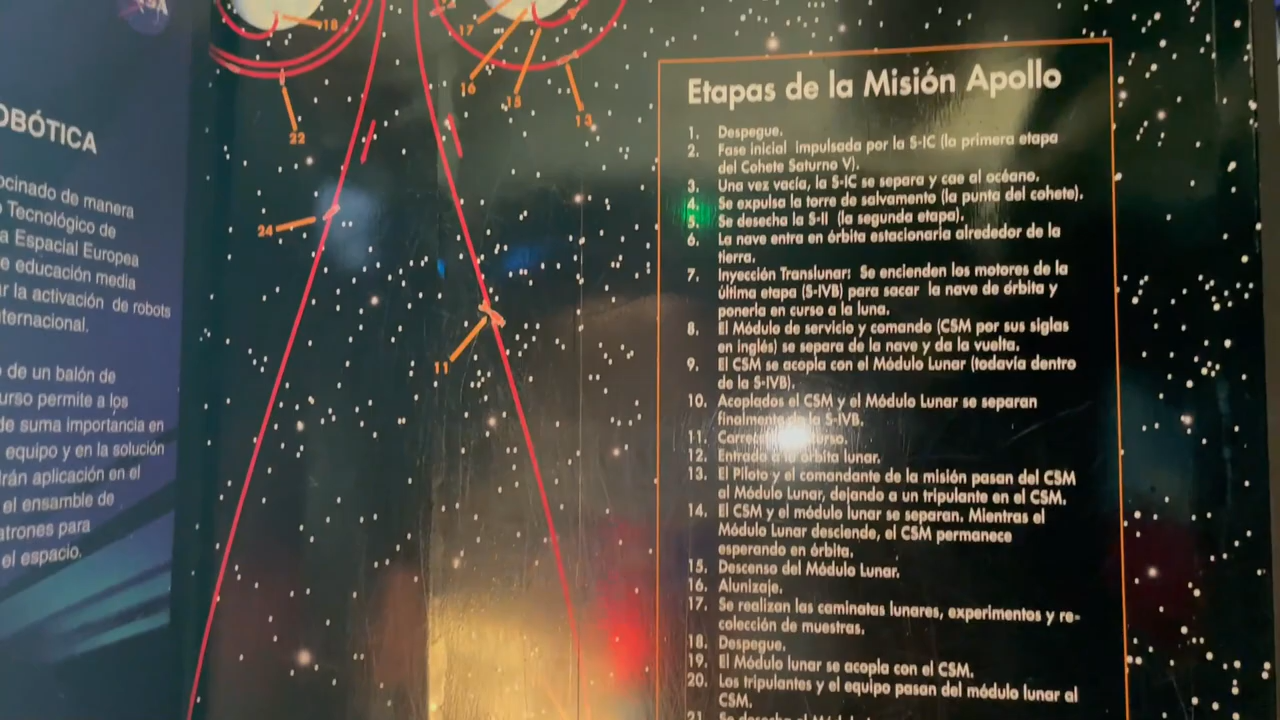 18
17
16
15
13
22
24
11
OBÓTICA
ocinado de manera
Tecnológico de
a Espacial Europea
e educación media
r la activación de robots
ternacional.
de un balón de
urso permite a los
de suma importancia en
equipo y en la solución
drán aplicación en el
el ensamble de
atrones para
el espacio.
Etapas de la Misión Apollo
1. Despegue.
2. Fase inicial impulsada por la S-IC (la primera etapa
del Cohete Saturno V).
3. Una vez vacía, la S-IC se separa y cae al océano.
4. Se expulsa la torre de salvamento (la punta del cohete).
5. Se desecha la S-II (la segunda etapa).
6. La nave entra en órbita estacionaria alrededor de la
tierra.
7. Inyección Translunar: Se encienden los motores de la
última etapa (S-IVB) para sacar la nave de órbita y
ponerla en curso a la luna.
8. El Módulo de servicio y comando (CSM por sus siglas
en inglés) se separa de la nave y da la vuelta.
9. El CSM se acopla con el Módulo Lunar (todavía dentro
de la S-IVB).
10. Acoplados el CSM y el Módulo Lunar se separan
finalmente de la S-IVB.
11.
12. Entrada a órbita lunar.
13. El Piloto y el comandante de la misión pasan del CSM
al Módulo Lunar, dejando a un tripulante en el CSM.
14. El CSM y el módulo lunar se separan. Mientras el
Módulo Lunar desciende, el CSM permanece
esperando en órbita.
15. Descenso del Módulo Lunar.
16. Alunizaje.
17. Se realizan las caminatas lunares, experimentos y re-
colección de muestras.
18. Despegue.
19. El Módulo lunar se acopla con el CSM.
20. Los tripulantes y el equipo pasan del módulo lunar al
CSM.
21.